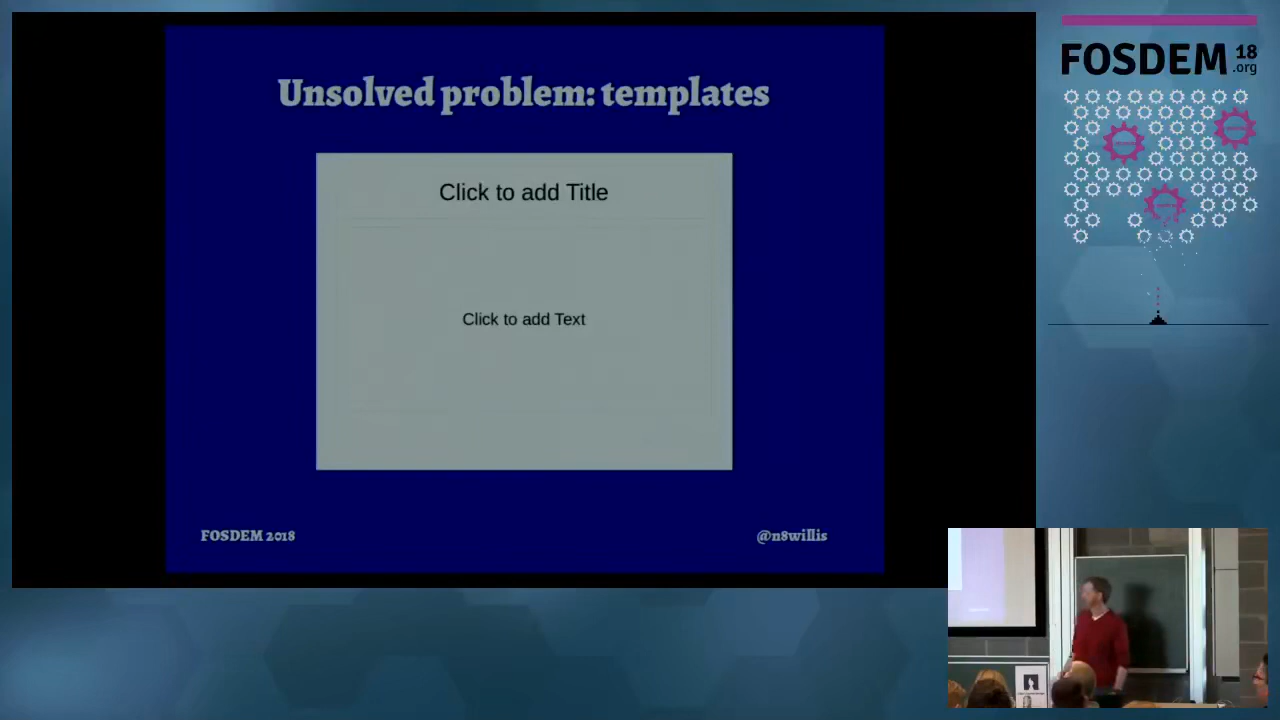 Unsolved problem: templates
Click to add Title
Click to add Text
FOSDEM 2018
@n8willis
FOSDEM 18
.org